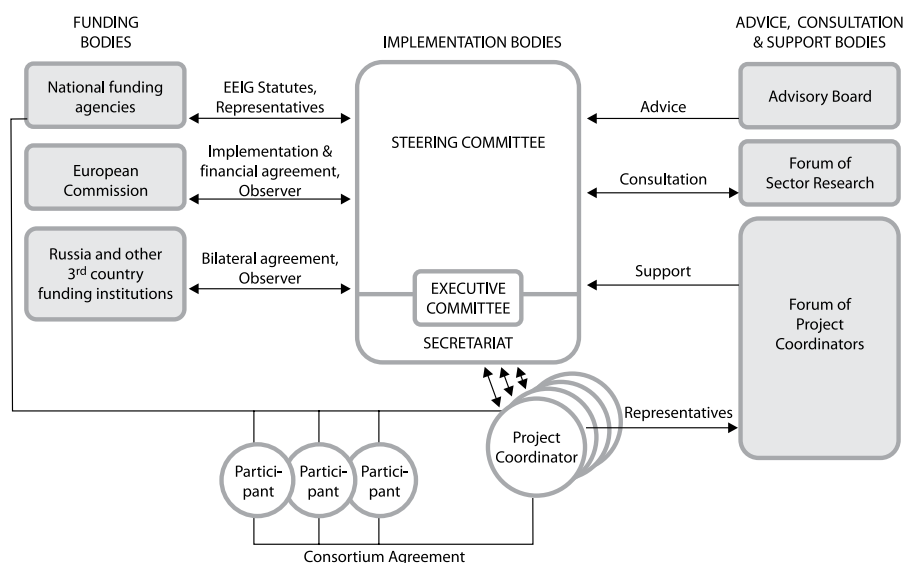 FUNDING
BODIES
IMPLEMENTATION BODIES
ADVICE, CONSULTATION
& SUPPORT BODIES
National funding
agencies
EEIG Statutes,
Representatives
STEERING COMMITTEE
Advice
Advisory Board
European
Commission
Implementation &
financial agreement,
Observer
Consultation
Forum of
Sector Research
Russia and other
3rd country
funding institutions
Bilateral agreement,
Observer
EXECUTIVE
COMMITTEE
SECRETARIAT
Support
Forum of
Project
Coordinators
Representatives
Project
Coordinator
Partici-
pant
Partici-
pant
Partici-
pant
Consortium Agreement